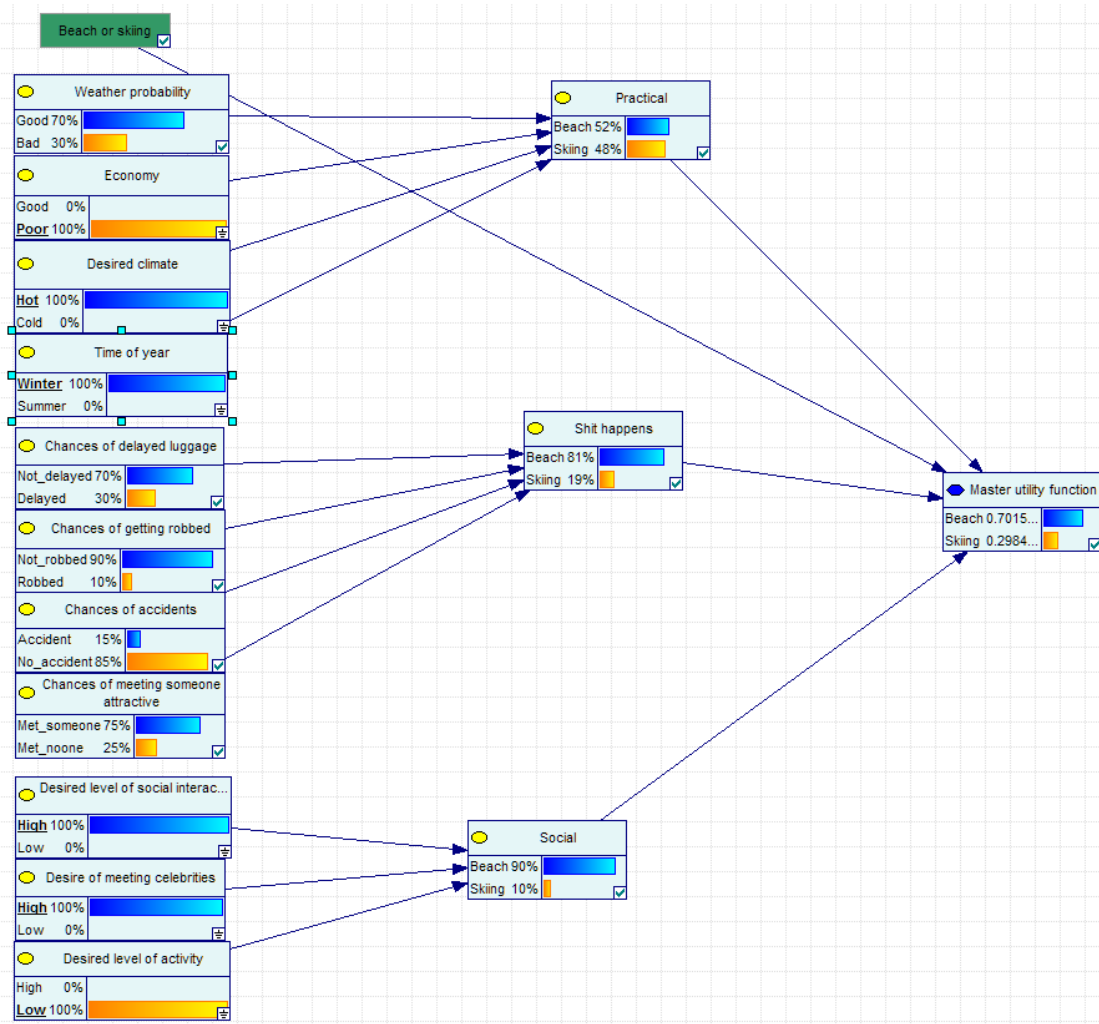 Beach or skiing
Weather probability
Good 70%
Bad 30%
Economy
Good 0%
Poor 100%
Desired climate
Hot 100%
Cold 0%
Time of year
Winter 100%
Summer 0%
Chances of delayed luggage
Not_delayed 70%
Delayed 30%
Chances of getting robbed
Not_robbed 90%
Robbed 10%
Chances of accidents
Accident 15%
No_accident 85%
Chances of meeting someone
attractive
Met_someone 75%
Met_noone 25%
Desired level of social interac...
High 100%
Low 0%
Desire of meeting celebrities
High 100%
Low 0%
Desired level of activity
High 0%
Low 100%
Practical
Beach 52%
Skiing 48%
Shit happens
Beach 81%
Skiing 19%
Social
Beach 90%
Skiing 10%
Master utility function
Beach 0.7015...
Skiing 0.2984...